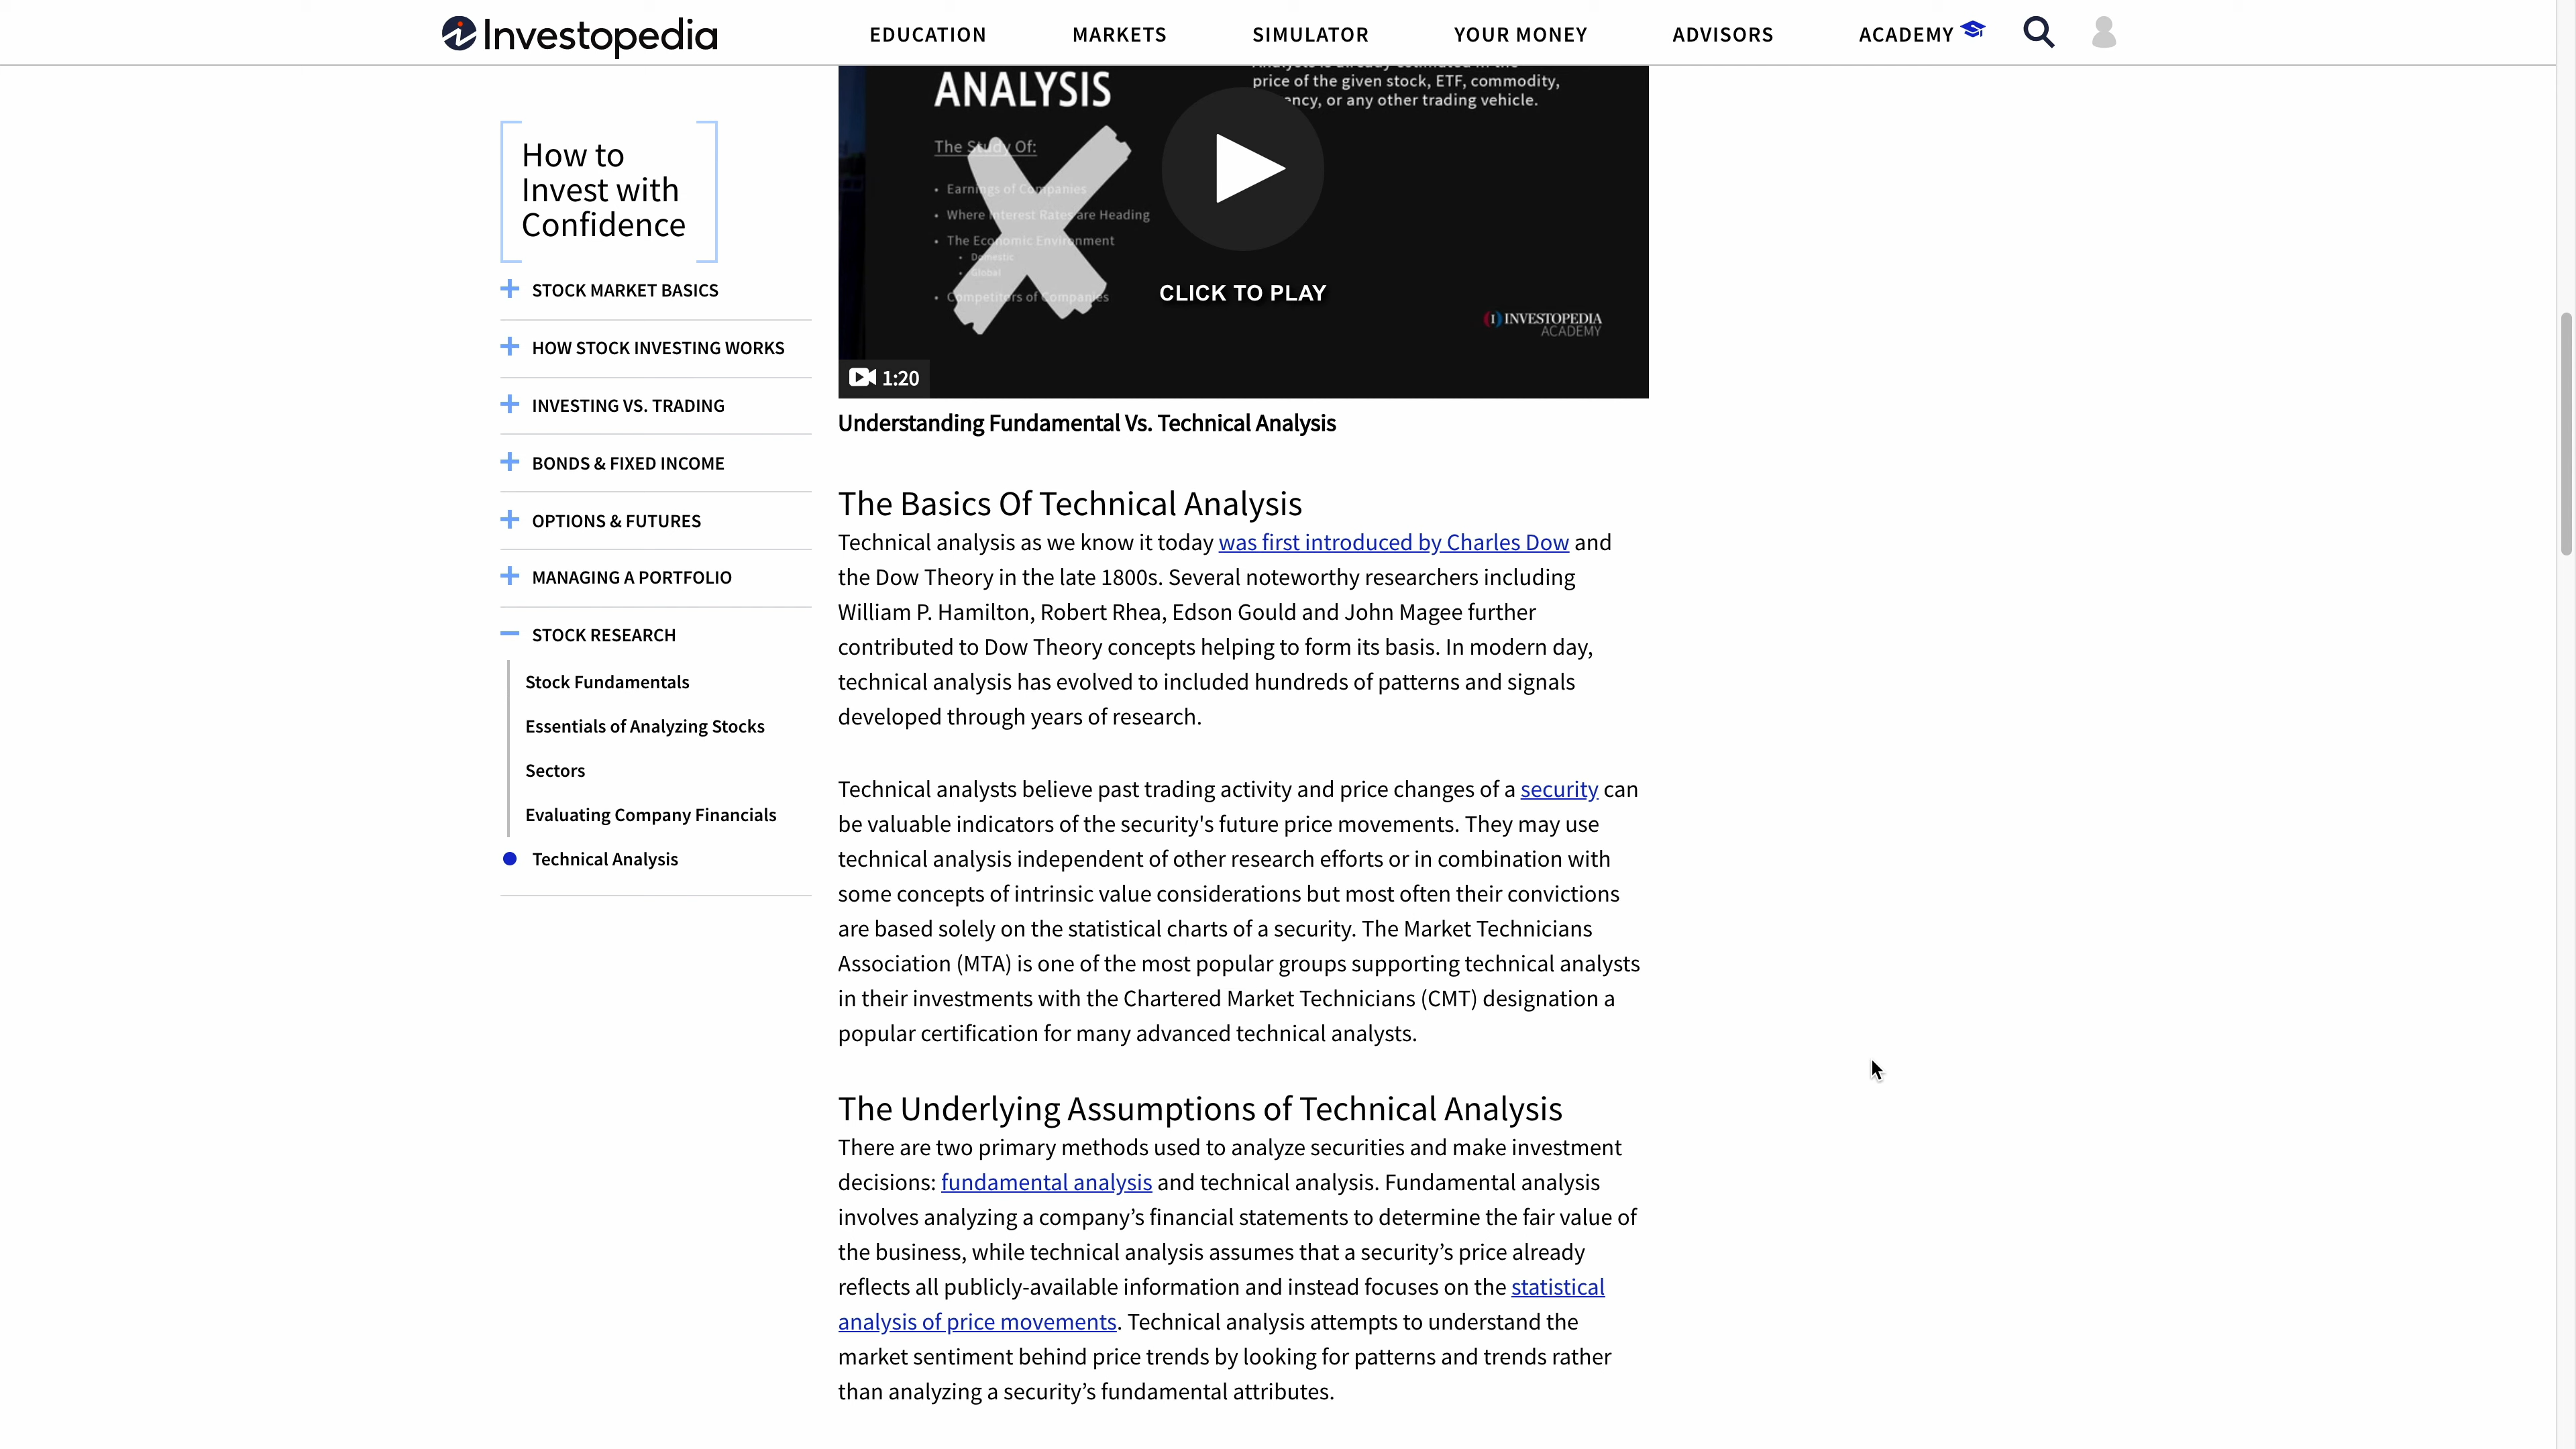 Investopedia
EDUCATION
MARKETS
SIMULATOR
YOUR MONEY
ADVISORS
ACADEMY
How to
Invest with
Confidence
STOCK MARKET BASICS
HOW STOCK INVESTING WORKS
INVESTING VS. TRADING
BONDS & FIXED INCOME
OPTIONS & FUTURES
MANAGING A PORTFOLIO
STOCK RESEARCH
Stock Fundamentals
Essentials of Analyzing Stocks
Sectors
Evaluating Company Financials
Technical Analysis
ANALYSIS
The Study Of:
• Earnings of Companies
• Where Interest Rates are Heading
• The Economic Environment
• Domestic
• Global
• Competitors of Companies
price of the given stock, ETF, commodity,
or any other trading vehicle.
CLICK TO PLAY
INVESTOPEDIA
ACADEMY
1:20
Understanding Fundamental Vs. Technical Analysis
The Basics Of Technical Analysis
Technical analysis as we know it today was first introduced by Charles Dow and
the Dow Theory in the late 1800s. Several noteworthy researchers including
William P. Hamilton, Robert Rhea, Edson Gould and John Magee further
contributed to Dow Theory concepts helping to form its basis. In modern day,
technical analysis has evolved to included hundreds of patterns and signals
developed through years of research.
Technical analysts believe past trading activity and price changes of a security can
be valuable indicators of the security's future price movements. They may use
technical analysis independent of other research efforts or in combination with
some concepts of intrinsic value considerations but most often their convictions
are based solely on the statistical charts of a security. The Market Technicians
Association (MTA) is one of the most popular groups supporting technical analysts
in their investments with the Chartered Market Technicians (CMT) designation a
popular certification for many advanced technical analysts.
The Underlying Assumptions of Technical Analysis
There are two primary methods used to analyze securities and make investment
decisions: fundamental analysis and technical analysis. Fundamental analysis
involves analyzing a company’s financial statements to determine the fair value of
the business, while technical analysis assumes that a security’s price already
reflects all publicly-available information and instead focuses on the statistical
analysis of price movements. Technical analysis attempts to understand the
market sentiment behind price trends by looking for patterns and trends rather
than analyzing a security’s fundamental attributes.